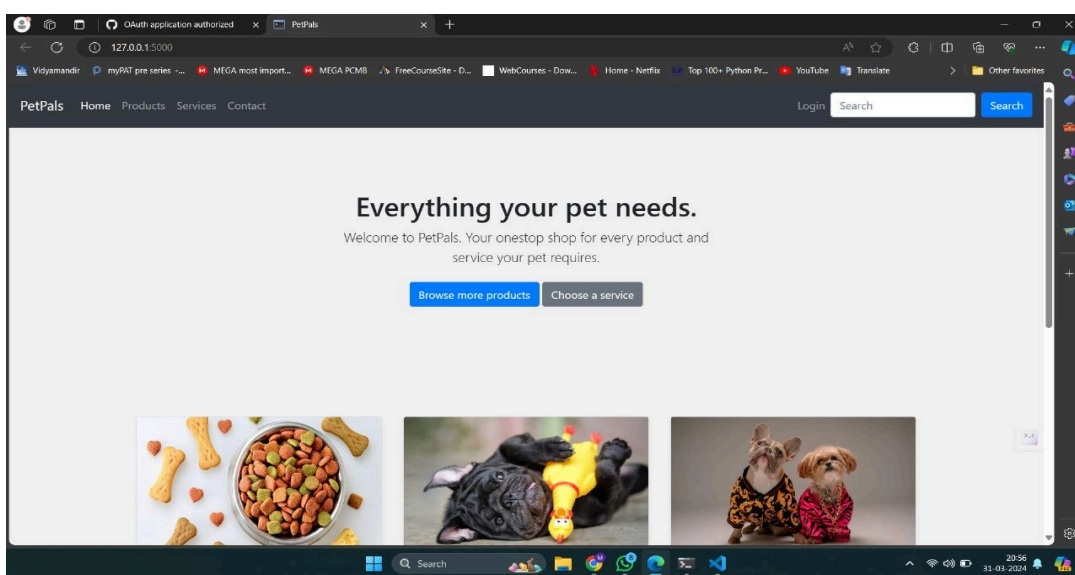 OAuth application authorized
PetPals
127.0.0.1:5000
Vidyamandir
myPAT pre series -...
MEGA most import...
MEGA PCMB
FreeCourseSite - D...
WebCourses - Dow...
Home - Netflix
Top 100+ Python Pr...
YouTube
Translate
Other favorites
PetPals Home Products Services Contact
Login Search Search
Everything your pet needs.
Welcome to PetPals. Your onestop shop for every product and
service your pet requires.
Browse more products Choose a service
Search
20:56
31-03-2024